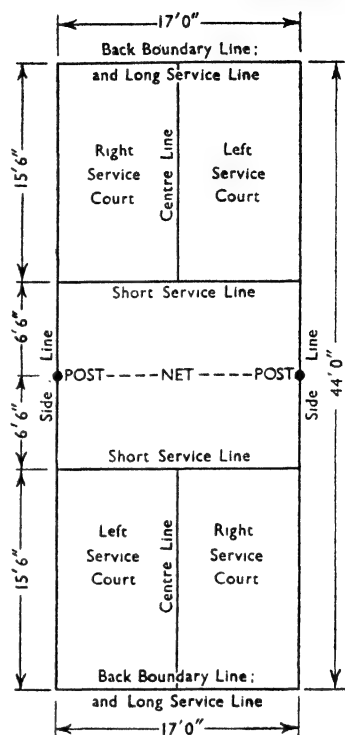 17'0"
Back Boundary Line;
and Long Service Line
15'6"
Right
Service
Court
Centre Line
Left
Service
Court
Short Service Line
6'6"
Side Line
POST ---- NET ---- POST
Side Line
44'0"
6'6"
Short Service Line
15'6"
Left
Service
Court
Centre Line
Right
Service
Court
Back Boundary Line;
and Long Service Line
17'0"